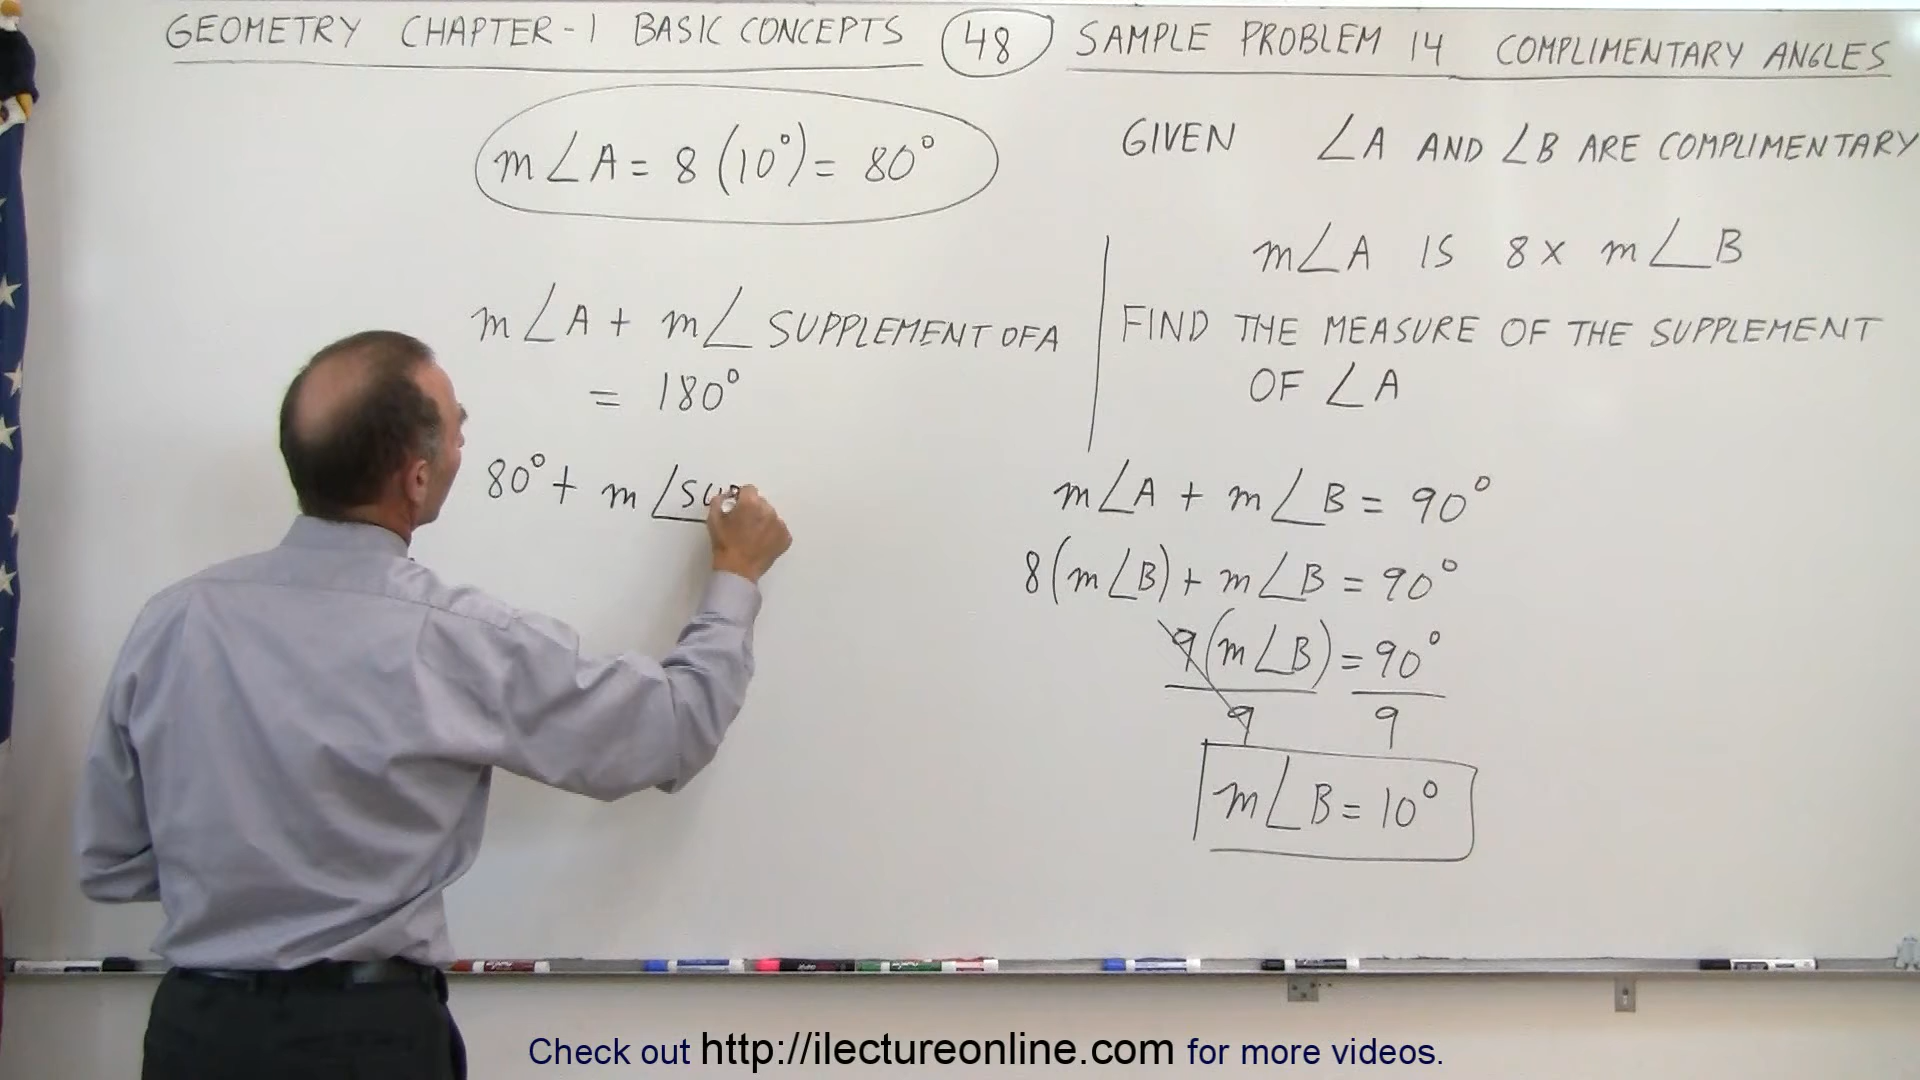 GEOMETRY CHAPTER-1 BASIC CONCEPTS 48 SAMPLE PROBLEM 14 COMPLIMENTARY ANGLES
m∠A = 8 (10°) = 80°
m∠A + m∠ SUPPLEMENT OF A
= 180°
80° + m ∠SUP
GIVEN ∠A AND ∠B ARE COMPLIMENTARY
m∠A IS 8 x m∠B
FIND THE MEASURE OF THE SUPPLEMENT
OF ∠A
m∠A + m∠B = 90°
8(m∠B) + m∠B = 90°
9(m∠B) = 90°
9 9
m∠B = 10°
Check out http://ilectureonline.com for more videos.